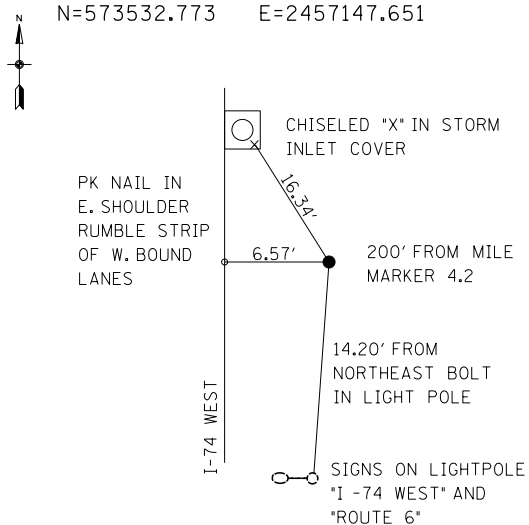 N
N=573532.773 E=2457147.651
CHISELED "X" IN STORM
INLET COVER
16.34'
PK NAIL IN
E. SHOULDER
RUMBLE STRIP
OF W. BOUND
LANES
6.57'
200' FROM MILE
MARKER 4.2
14.20' FROM
NORTHEAST BOLT
IN LIGHT POLE
I-74 WEST
SIGNS ON LIGHTPOLE
"I -74 WEST" AND
"ROUTE 6"